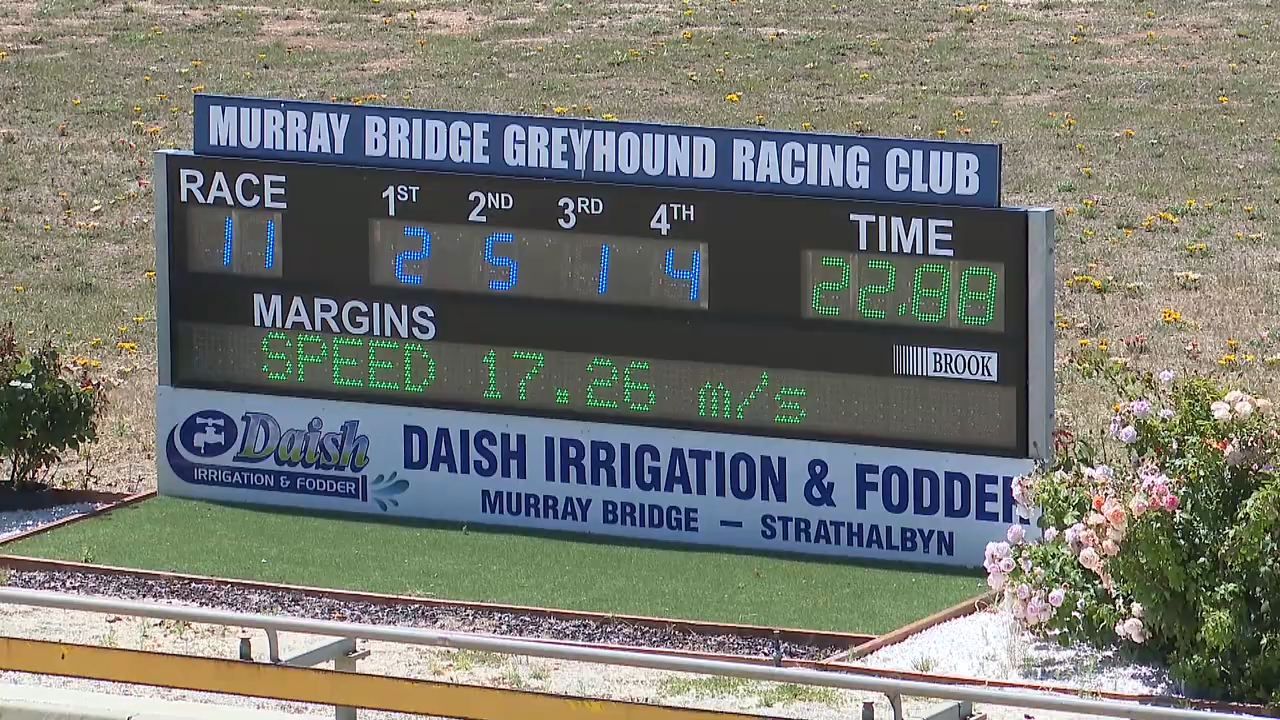 MURRAY BRIDGE GREYHOUND RACING CLUB
RACE 1ST 2ND 3RD 4TH TIME
11 2 5 1 4 22.88
MARGINS
BROOK
SPEED 17.26 m/s
Daish
IRRIGATION & FODDER
DAISH IRRIGATION & FODDER
MURRAY BRIDGE — STRATHALBYN